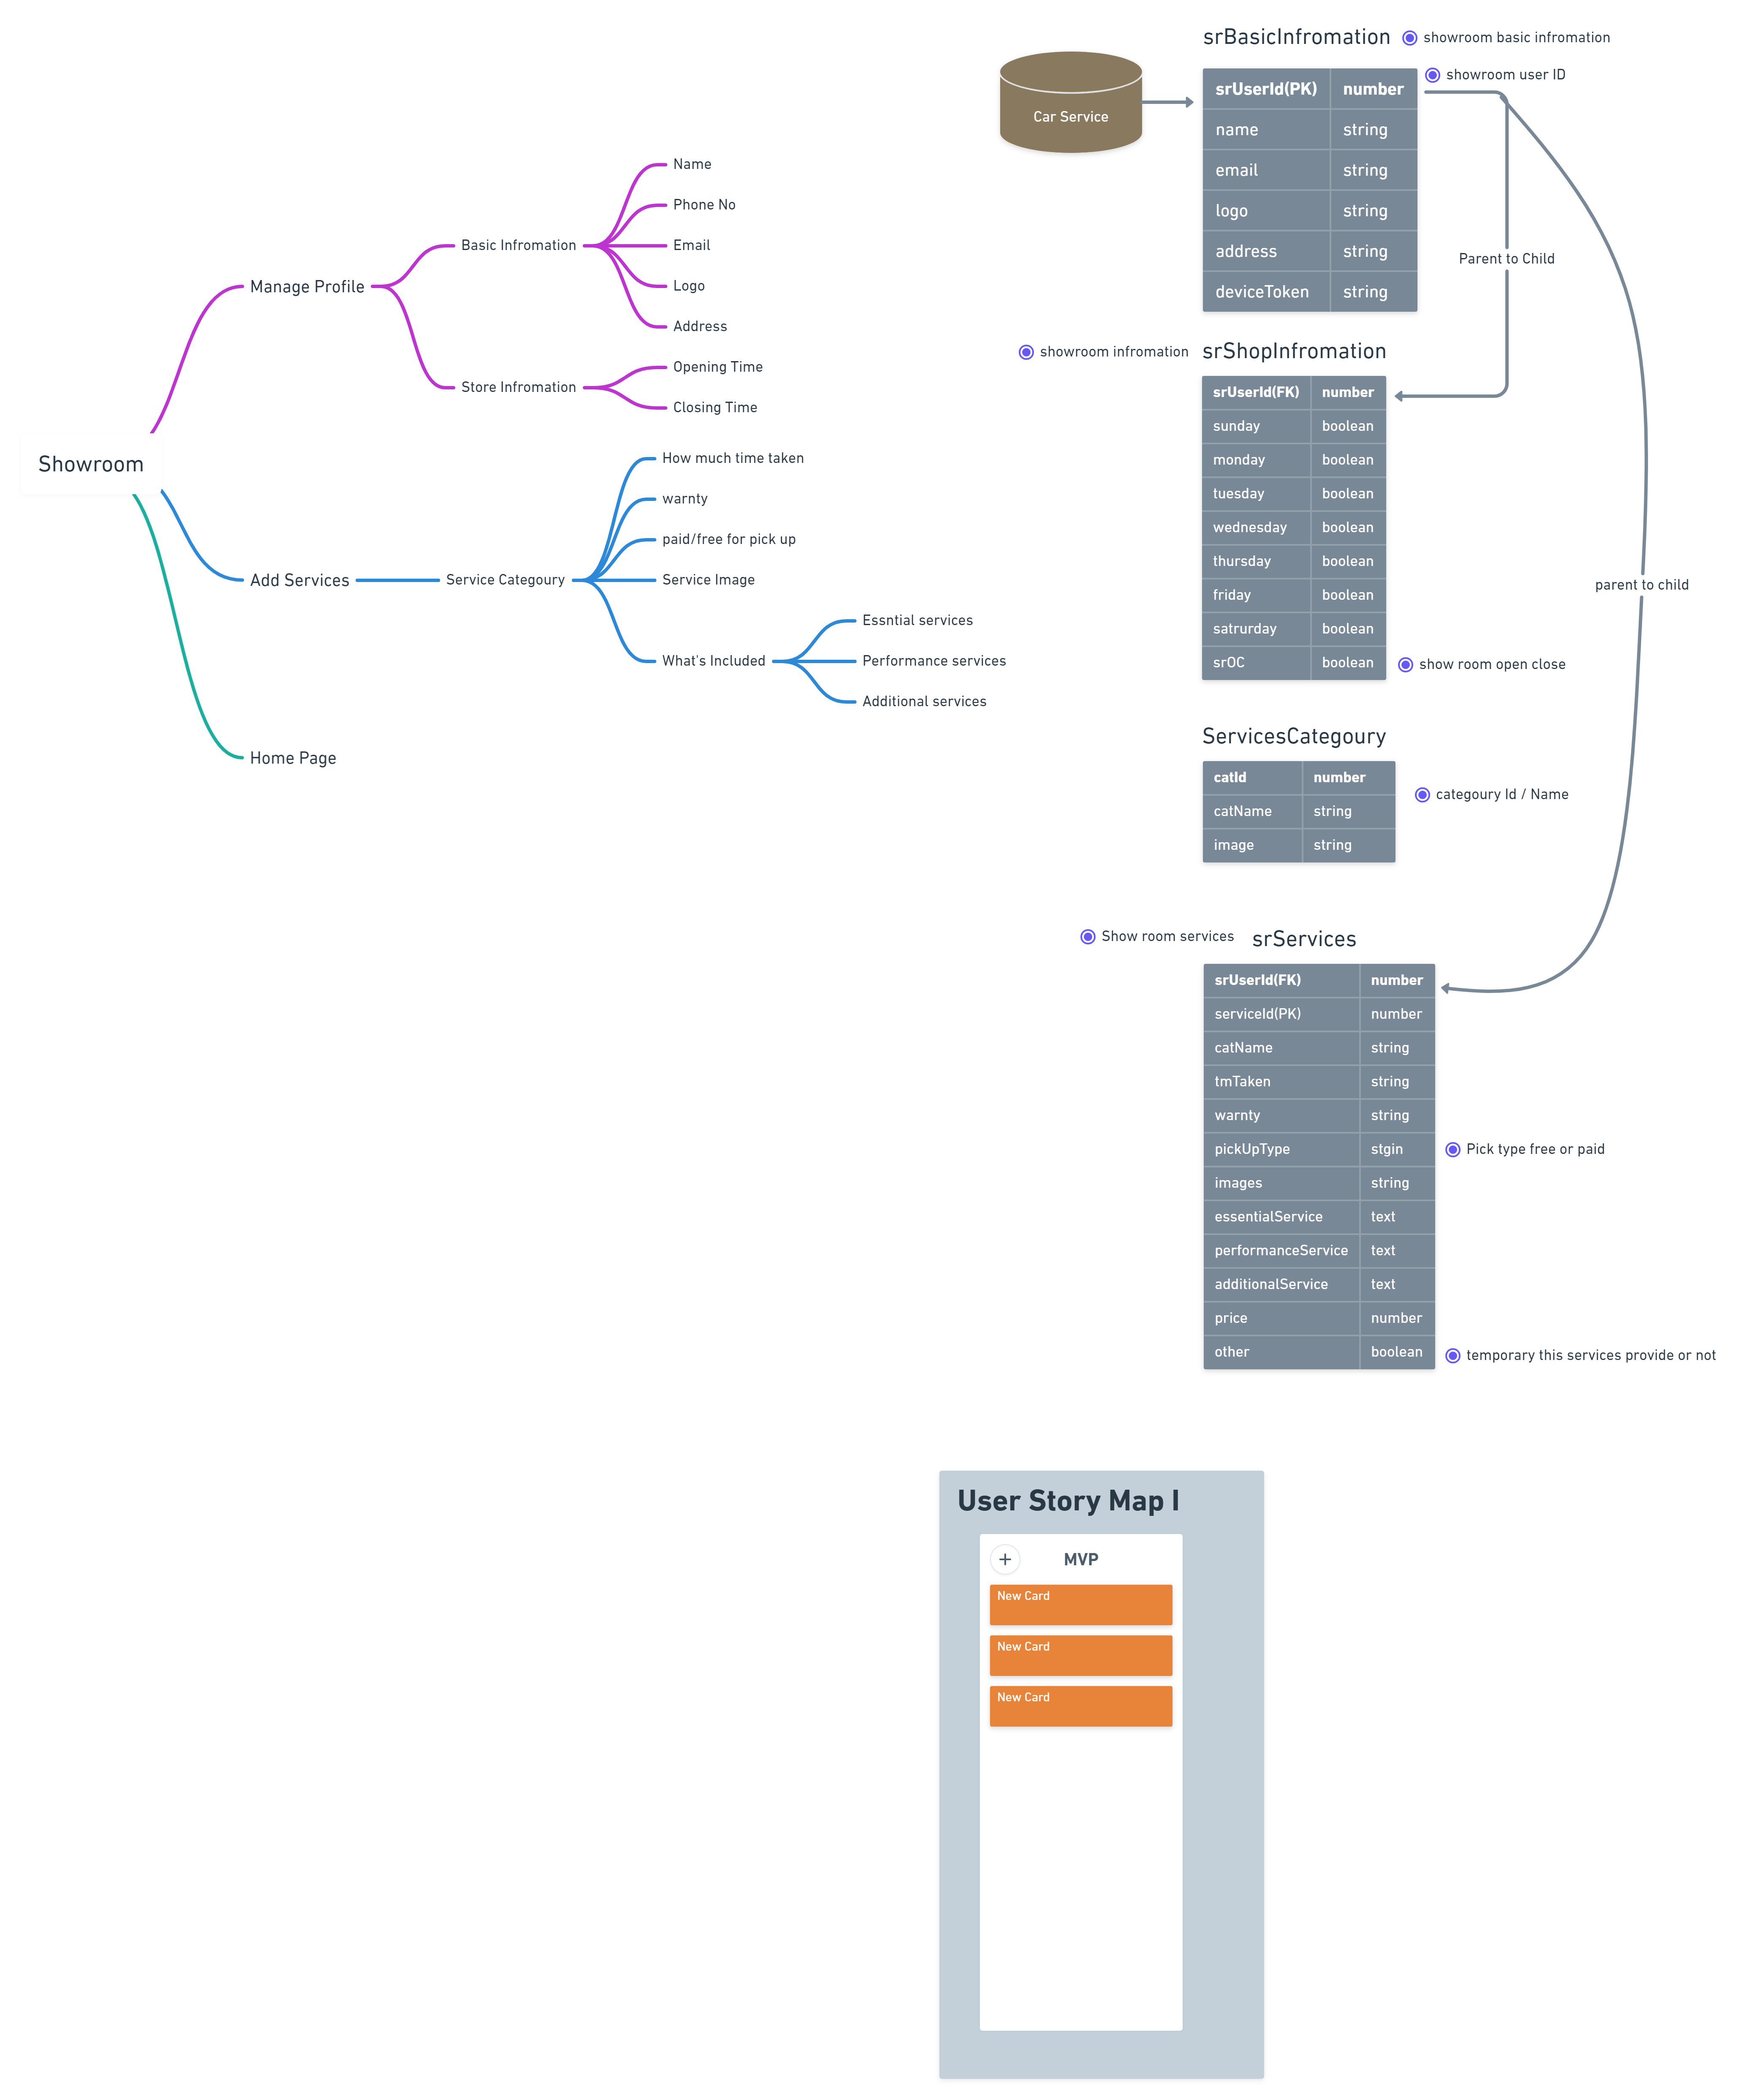 Showroom
Manage Profile
Basic Infromation
Name
Phone No
Email
Logo
Address
Store Infromation
Opening Time
Closing Time
Add Services
Service Categoury
How much time taken
warnty
paid/free for pick up
Service Image
What's Included
Essntial services
Performance services
Additional services
Home Page
Car Service
srBasicInfromation
showroom basic infromation
showroom user ID
srUserId(PK) number
name string
email string
logo string
address string
deviceToken string
Parent to Child
showroom infromation
srShopInfromation
srUserId(FK) number
sunday boolean
monday boolean
tuesday boolean
wednesday boolean
thursday boolean
friday boolean
satrurday boolean
srOC boolean
show room open close
parent to child
ServicesCategoury
catId number
catName string
image string
categoury Id / Name
Show room services
srServices
srUserId(FK) number
serviceId(PK) number
catName string
tmTaken string
warnty string
pickUpType stgin
Pick type free or paid
images string
essentialService text
performanceService text
additionalService text
price number
other boolean
temporary this services provide or not
User Story Map I
+ MVP
New Card
New Card
New Card